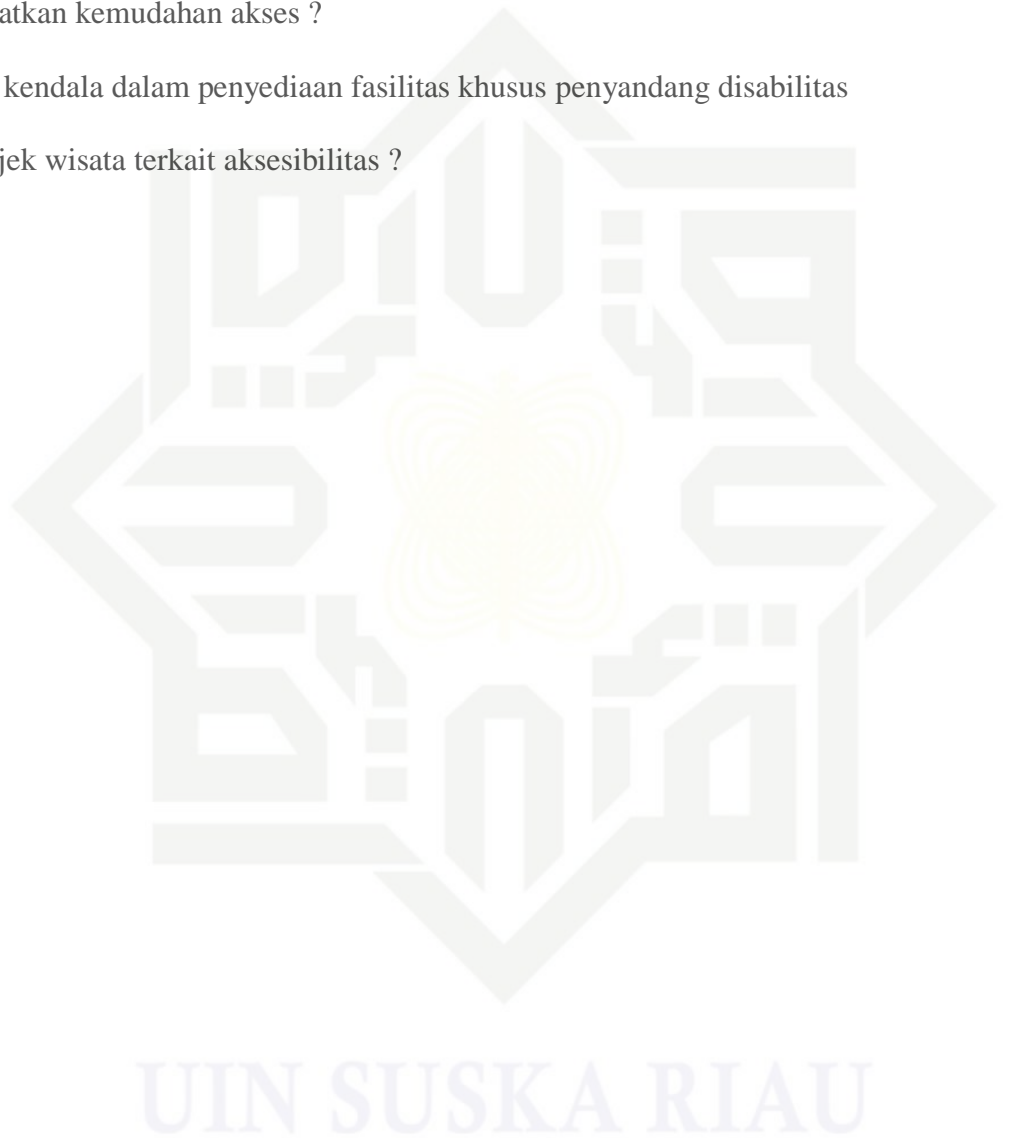 atkan kemudahan akses ?
kendala dalam penyediaan fasilitas khusus penyandang disabilitas
jek wisata terkait aksesibilitas ?
UIN SUSKA RIAU